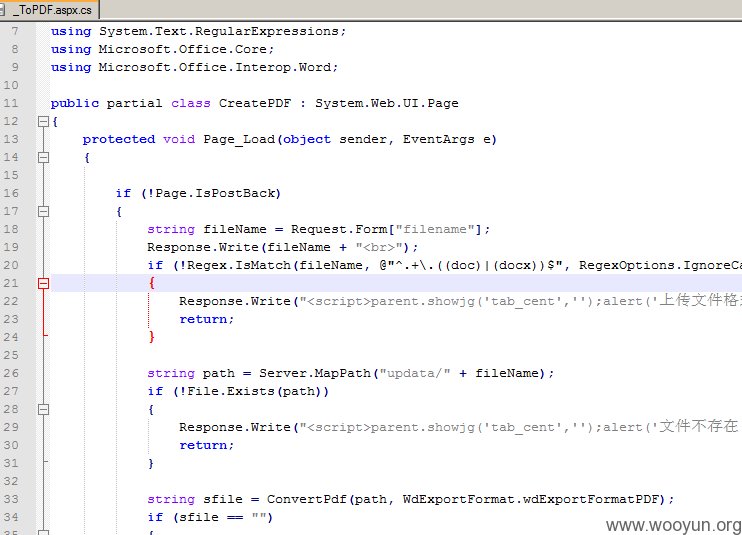 _ToPDF.aspx.cs
7 using System.Text.RegularExpressions;
8 using Microsoft.Office.Core;
9 using Microsoft.Office.Interop.Word;
10
11 public partial class CreatePDF : System.Web.UI.Page
12 {
13 protected void Page_Load(object sender, EventArgs e)
14 {
15
16 if (!Page.IsPostBack)
17 {
18 string fileName = Request.Form["filename"];
19 Response.Write(fileName + "<br>");
20 if (!Regex.IsMatch(fileName, @"^.+\.((doc)|(docx))$", RegexOptions.IgnoreCa
21 {
22 Response.Write("<script>parent.showjg('tab_cent','');alert('上传文件格
23 return;
24 }
25
26 string path = Server.MapPath("updata/" + fileName);
27 if (!File.Exists(path))
28 {
29 Response.Write("<script>parent.showjg('tab_cent','');alert('文件不存在
30 return;
31 }
32
33 string sfile = ConvertPdf(path, WdExportFormat.wdExportFormatPDF);
34 if (sfile == "")
www.wooyun.org